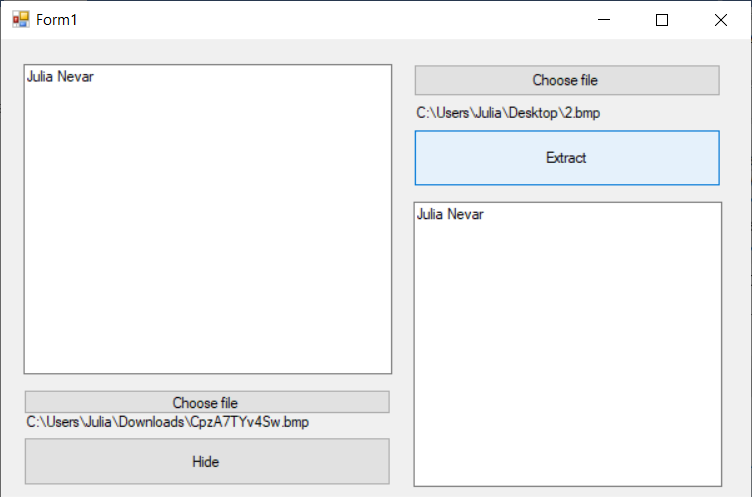 Form1
Julia Nevar
Choose file
C:\Users\Julia\Downloads\CpzA7TYv4Sw.bmp
Hide
Choose file
C:\Users\Julia\Desktop\2.bmp
Extract
Julia Nevar